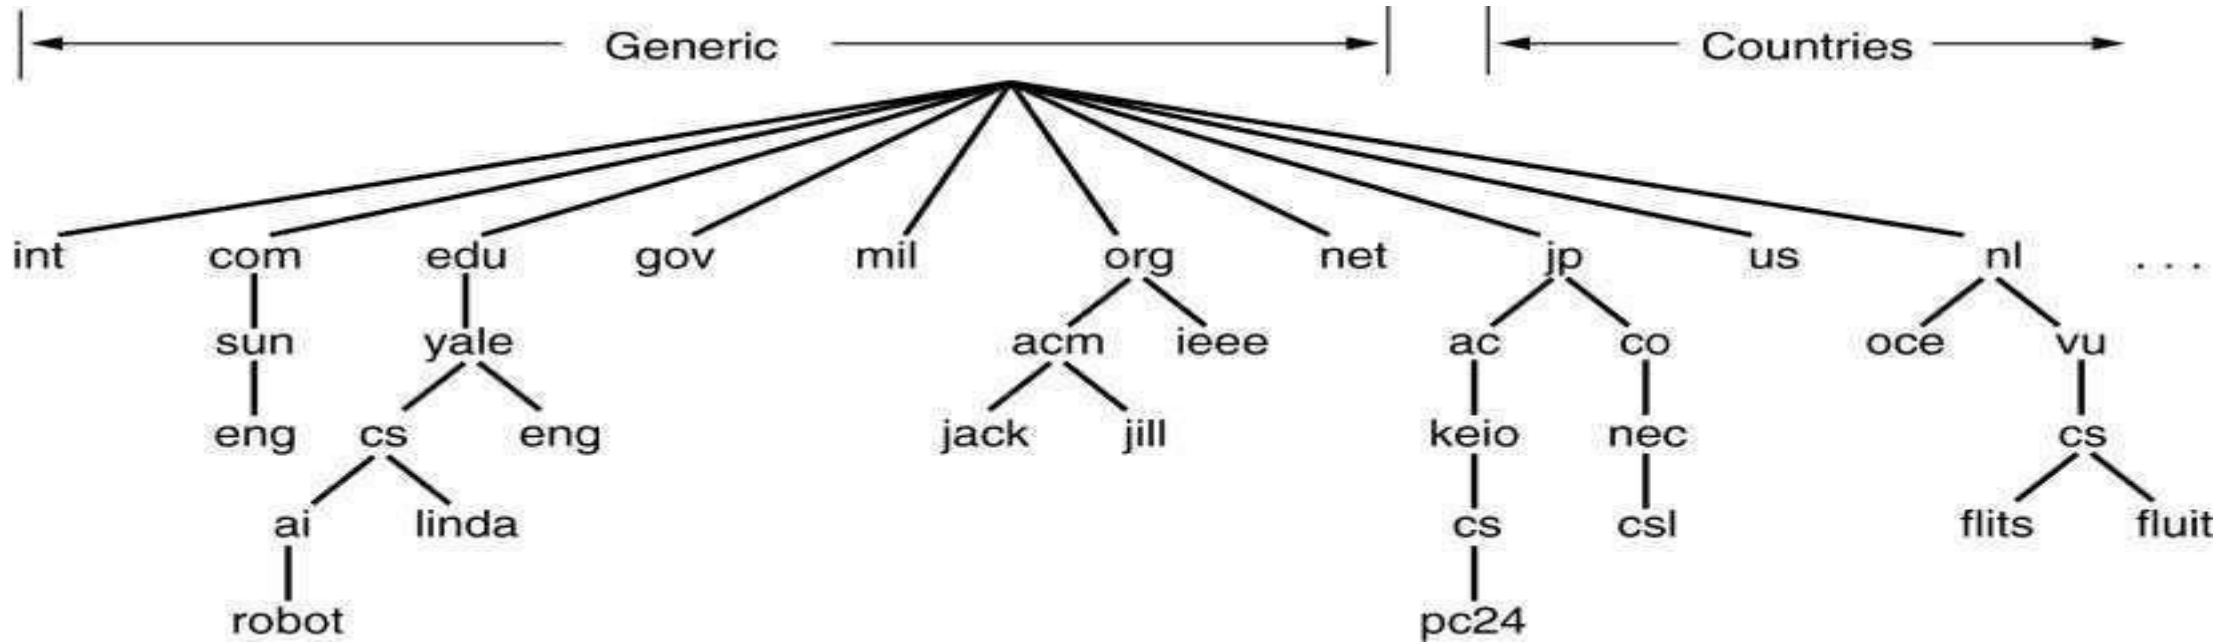 Generic Countries
int com edu gov mil org net jp us nl . . .
sun yale acm ieee ac co oce vu
eng cs eng jack jill keio nec cs
ai linda cs csl flits fluit
robot pc24